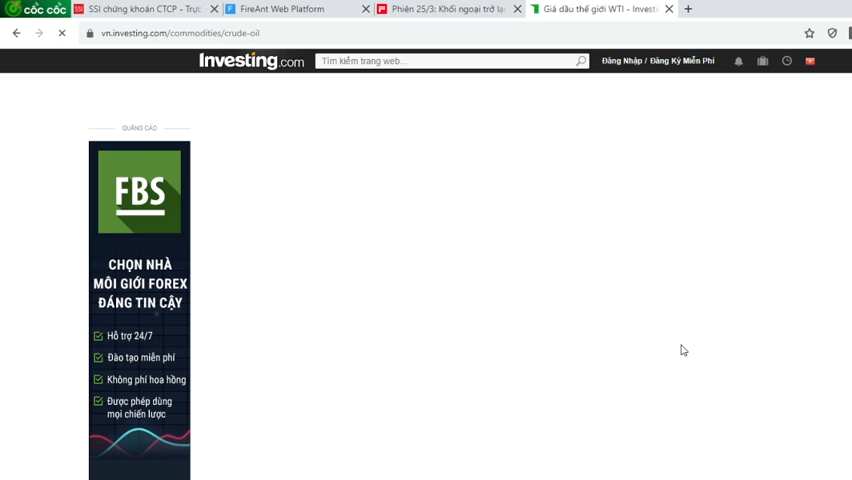 CỐC CỐC
SSI chứng khoán CTCP - Trực
FireAnt Web Platform
Phiên 25/3: Khối ngoại trở lại
Giá dầu thế giới WTI - Investi
vn.investing.com/commodities/crude-oil
Investing.com
Tìm kiếm trang web...
Đăng Nhập / Đăng Ký Miễn Phí
QUẢNG CÁO
FBS
CHỌN NHÀ
MÔI GIỚI FOREX
ĐÁNG TIN CẬY
Hỗ trợ 24/7
Đào tạo miễn phí
Không phí hoa hồng
Được phép dùng
mọi chiến lược